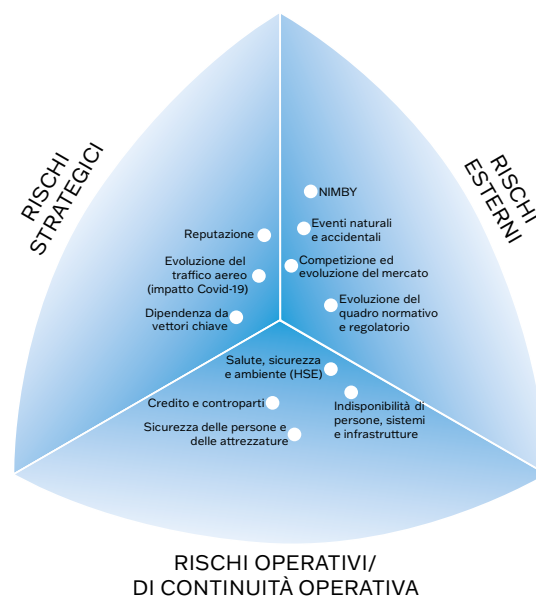 RISCHI
STRATEGICI
RISCHI
ESTERNI
NIMBY
Eventi naturali
e accidentali
Reputazione
Competizione ed
evoluzione del mercato
Evoluzione del
traffico aereo
(impatto Covid-19)
Evoluzione del
quadro normativo
e regolatorio
Dipendenza da
vettori chiave
Salute, sicurezza
e ambiente (HSE)
Credito e controparti
Indisponibilità di
persone, sistemi
e infrastrutture
Sicurezza delle persone e
delle attrezzature
RISCHI OPERATIVI/
DI CONTINUITÀ OPERATIVA